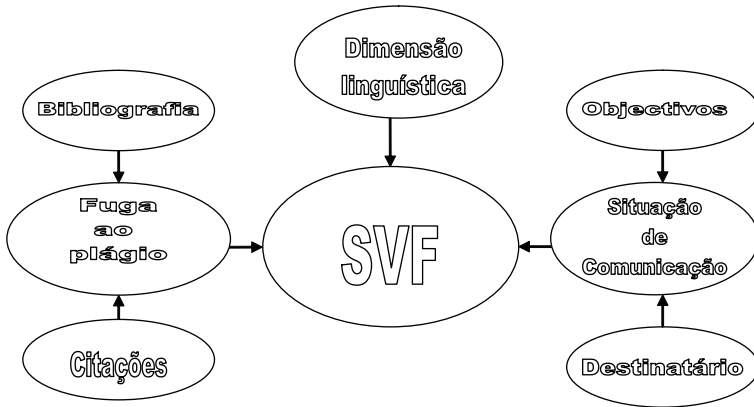 Dimensão
linguística
Bibliografia
Objectivos
Fuga
ao
plágio
SVF
Situação
de
Comunicação
Citações
Destinatário